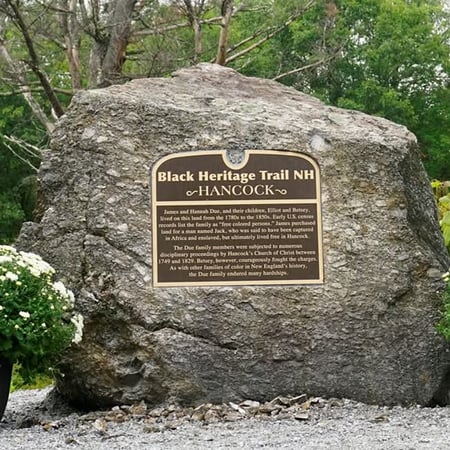 Black Heritage Trail NH
HANCOCK
James and Hannah Due, and their children, Elliot and Betsey,
lived on this land from the 1780s to the 1850s. Early U.S. census
records list the family as "free colored persons." James purchased
land for a man named Jack, who was said to have been captured
in Africa and enslaved, but ultimately lived free in Hancock.
The Due family members were subjected to numerous
disciplinary proceedings by Hancock's Church of Christ between
1749 and 1829. Betsey, however, courageously fought the charges.
As with other families of color in New England's history,
the Due family endured many hardships.